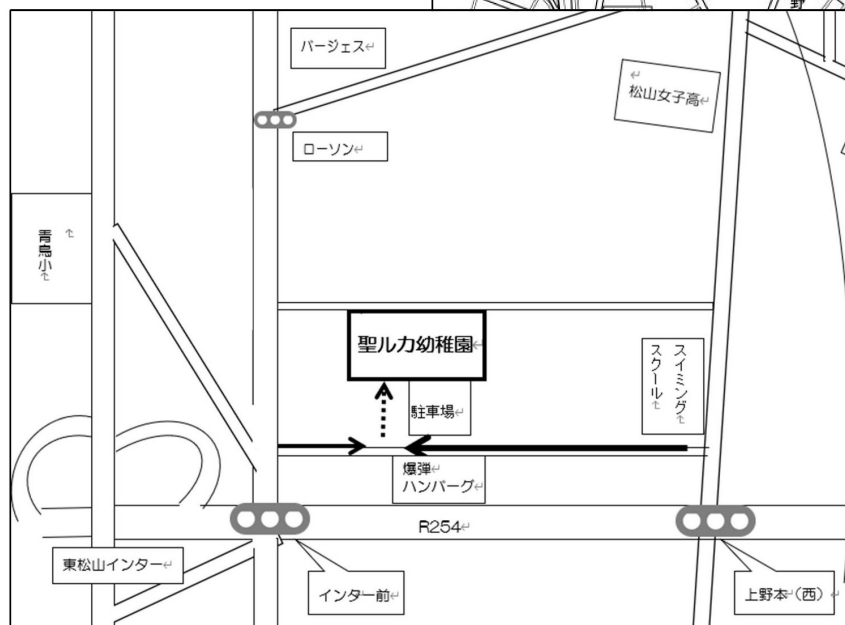 野
バージェス
松山女子高
ローソン
青鳥小
聖ルカ幼稚園
スイミング
スクール
駐車場
爆弾
ハンバーグ
R254
東松山インター
インター前
上野本(西)